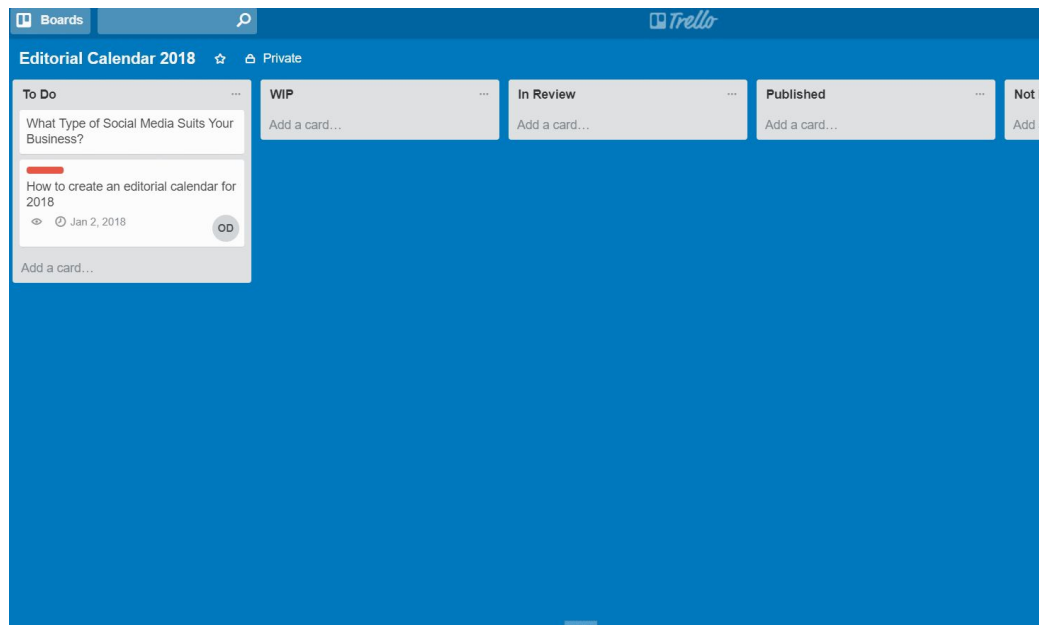 Boards
Trello
Editorial Calendar 2018 Private
To Do
What Type of Social Media Suits Your
Business?
How to create an editorial calendar for
2018
Jan 2, 2018
OD
Add a card…
WIP
Add a card…
In Review
Add a card…
Published
Add a card…
Not
Add